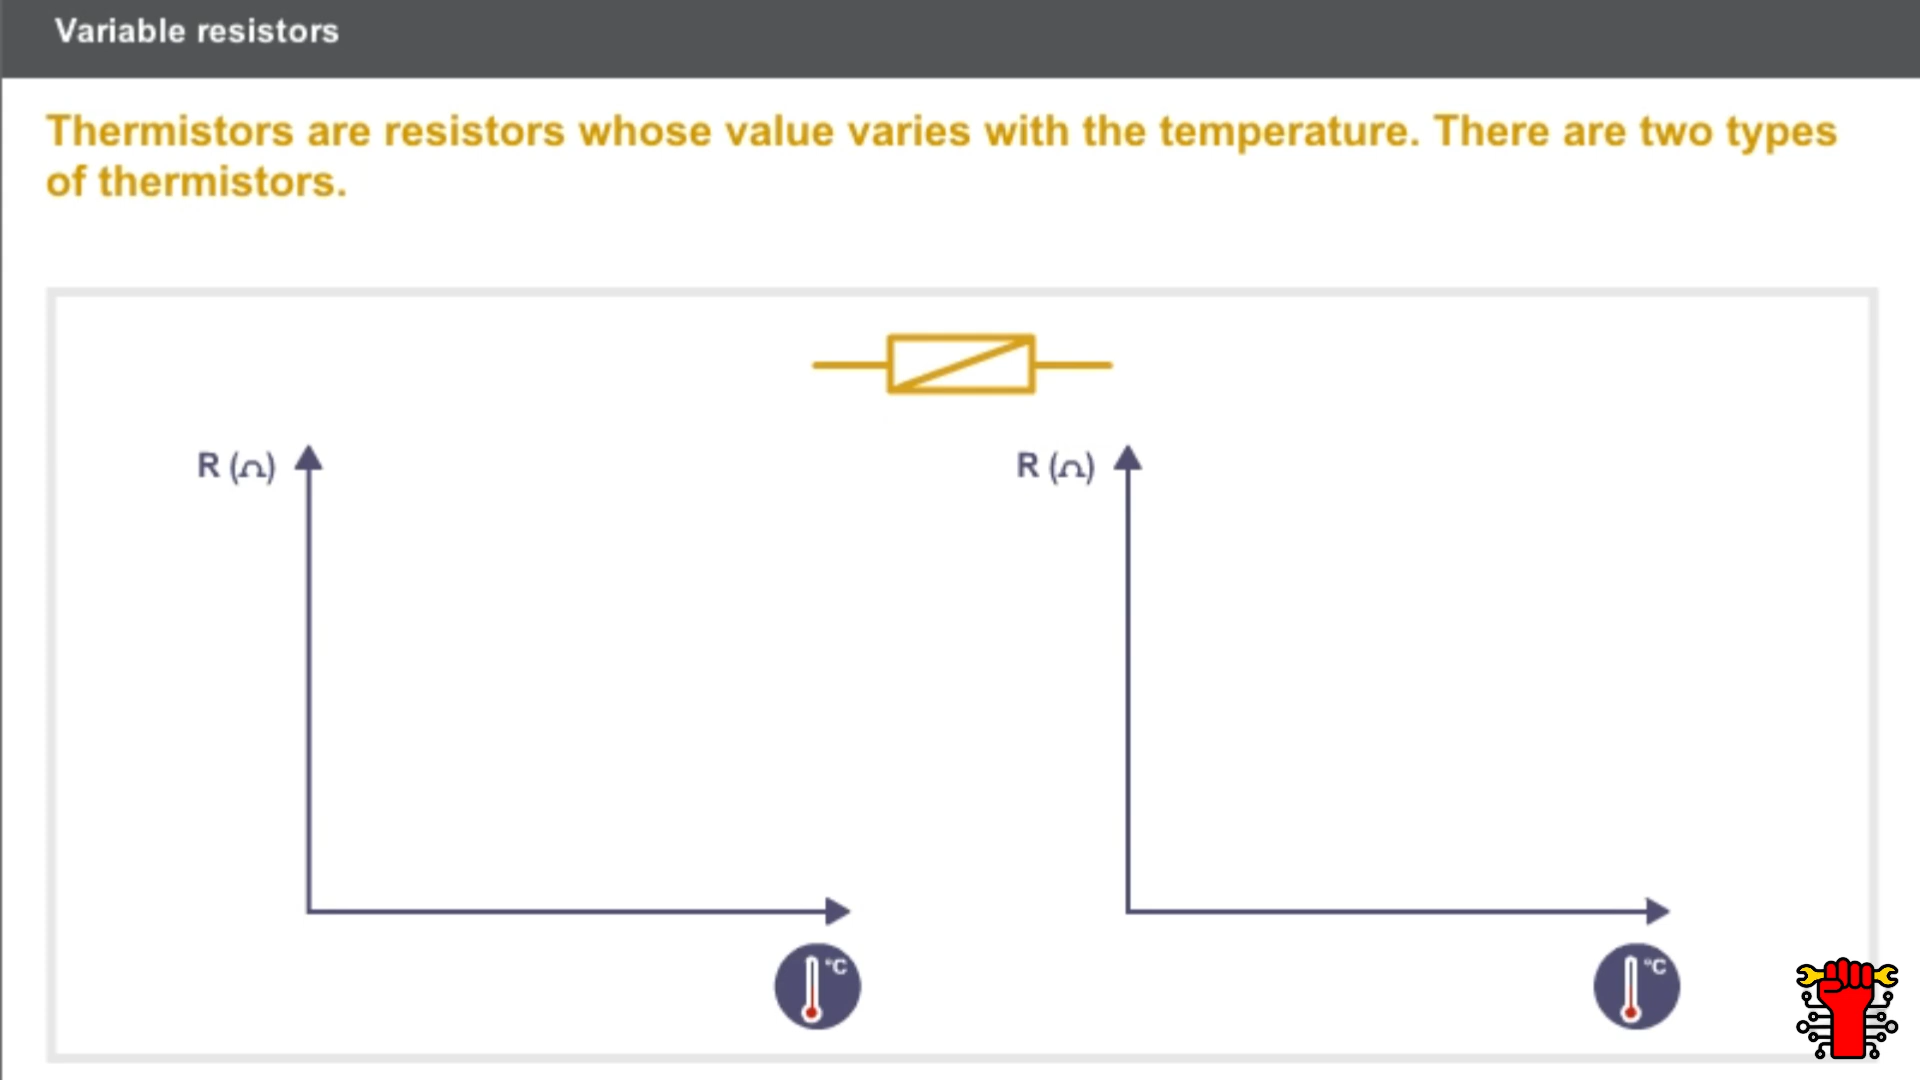 Variable resistors
Thermistors are resistors whose value varies with the temperature. There are two types
of thermistors.
R (Ω)
R (Ω)
°C
°C